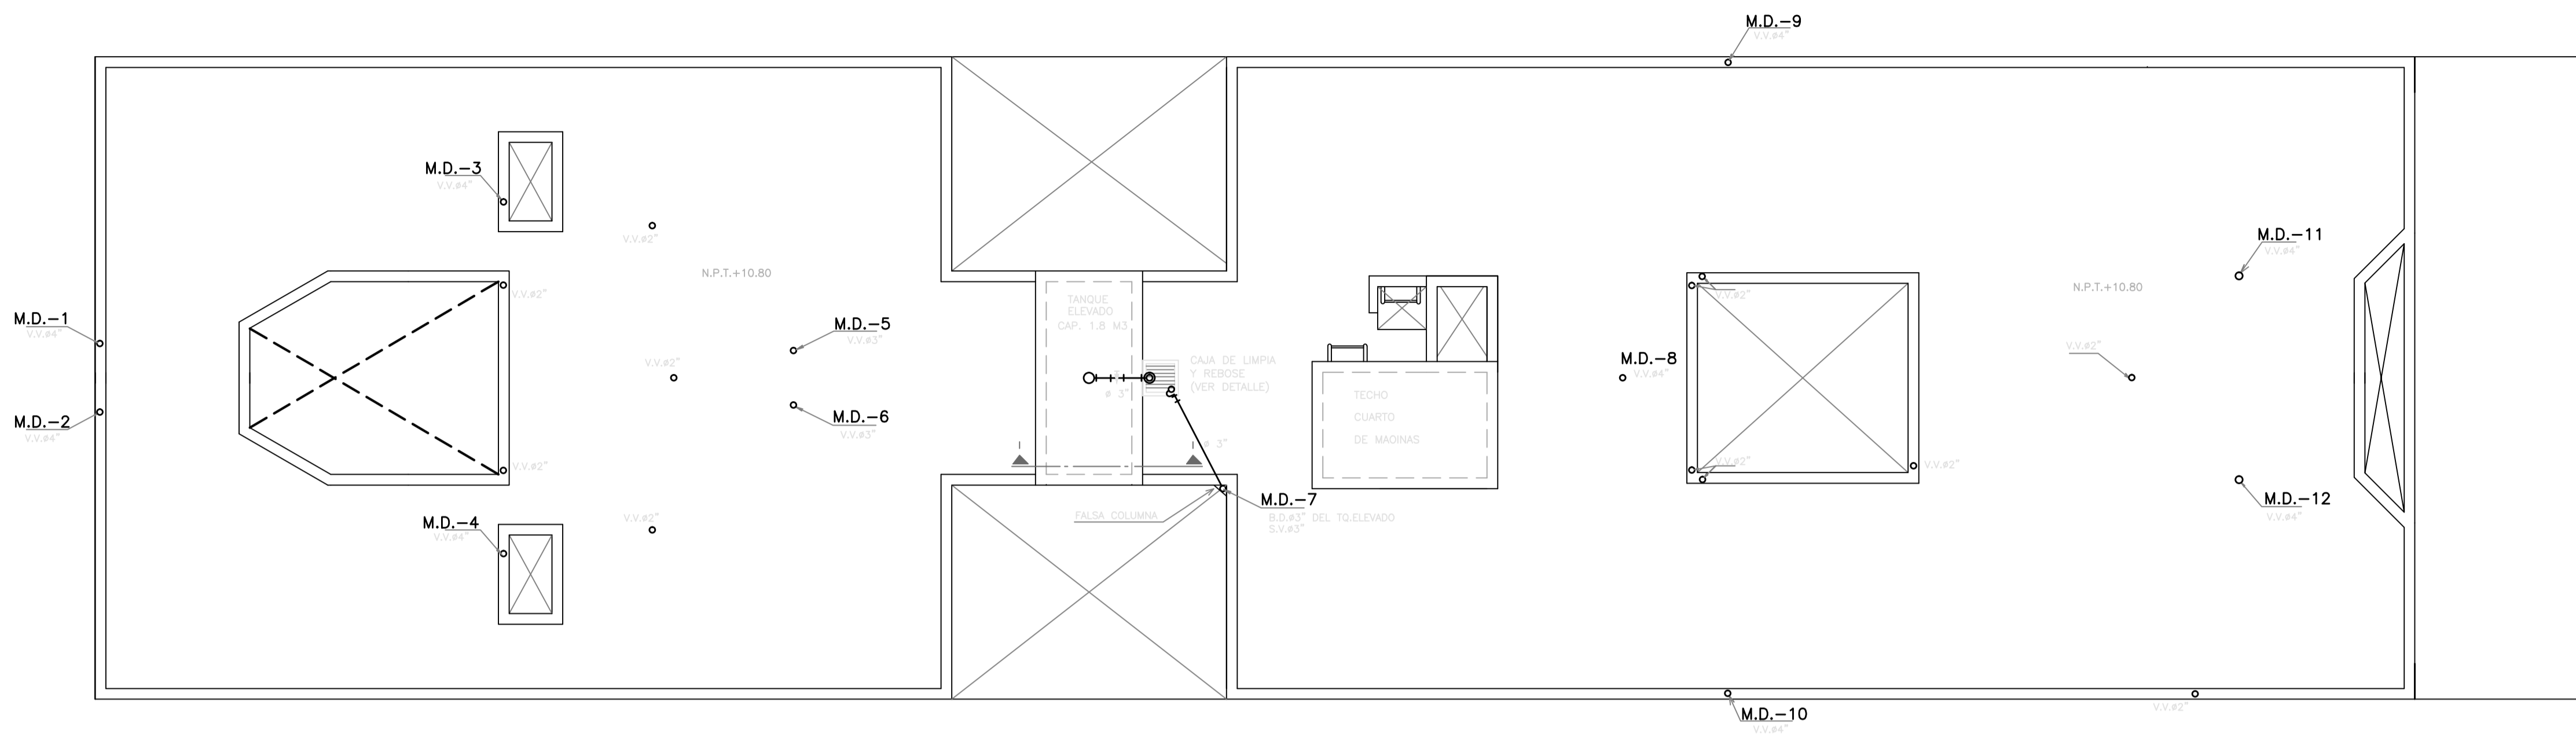 M.D.-9
V.V.ø4"
M.D.-3
V.V.ø4"
V.V.ø2"
N.P.T.+10.80
M.D.-11
V.V.ø4"
V.V.ø2"
N.P.T.+10.80
V.V.ø2"
TANQUE
ELEVADO
CAP. 1.8 M3
M.D.-1
V.V.ø4"
M.D.-5
V.V.ø3"
V.V.ø2"
CAJA DE LIMPIA
Y REBOSE
(VER DETALLE)
ø 3"
M.D.-8
V.V.ø4"
V.V.ø2"
TECHO
CUARTO
DE MAQINAS
M.D.-2
V.V.ø4"
M.D.-6
V.V.ø3"
I
I
ø 3"
V.V.ø2"
V.V.ø2"
V.V.ø2"
M.D.-7
B.D.ø3" DEL TQ.ELEVADO
S.V.ø3"
M.D.-12
V.V.ø4"
FALSA COLUMNA
M.D.-4
V.V.ø4"
V.V.ø2"
M.D.-10
V.V.ø4"
V.V.ø2"